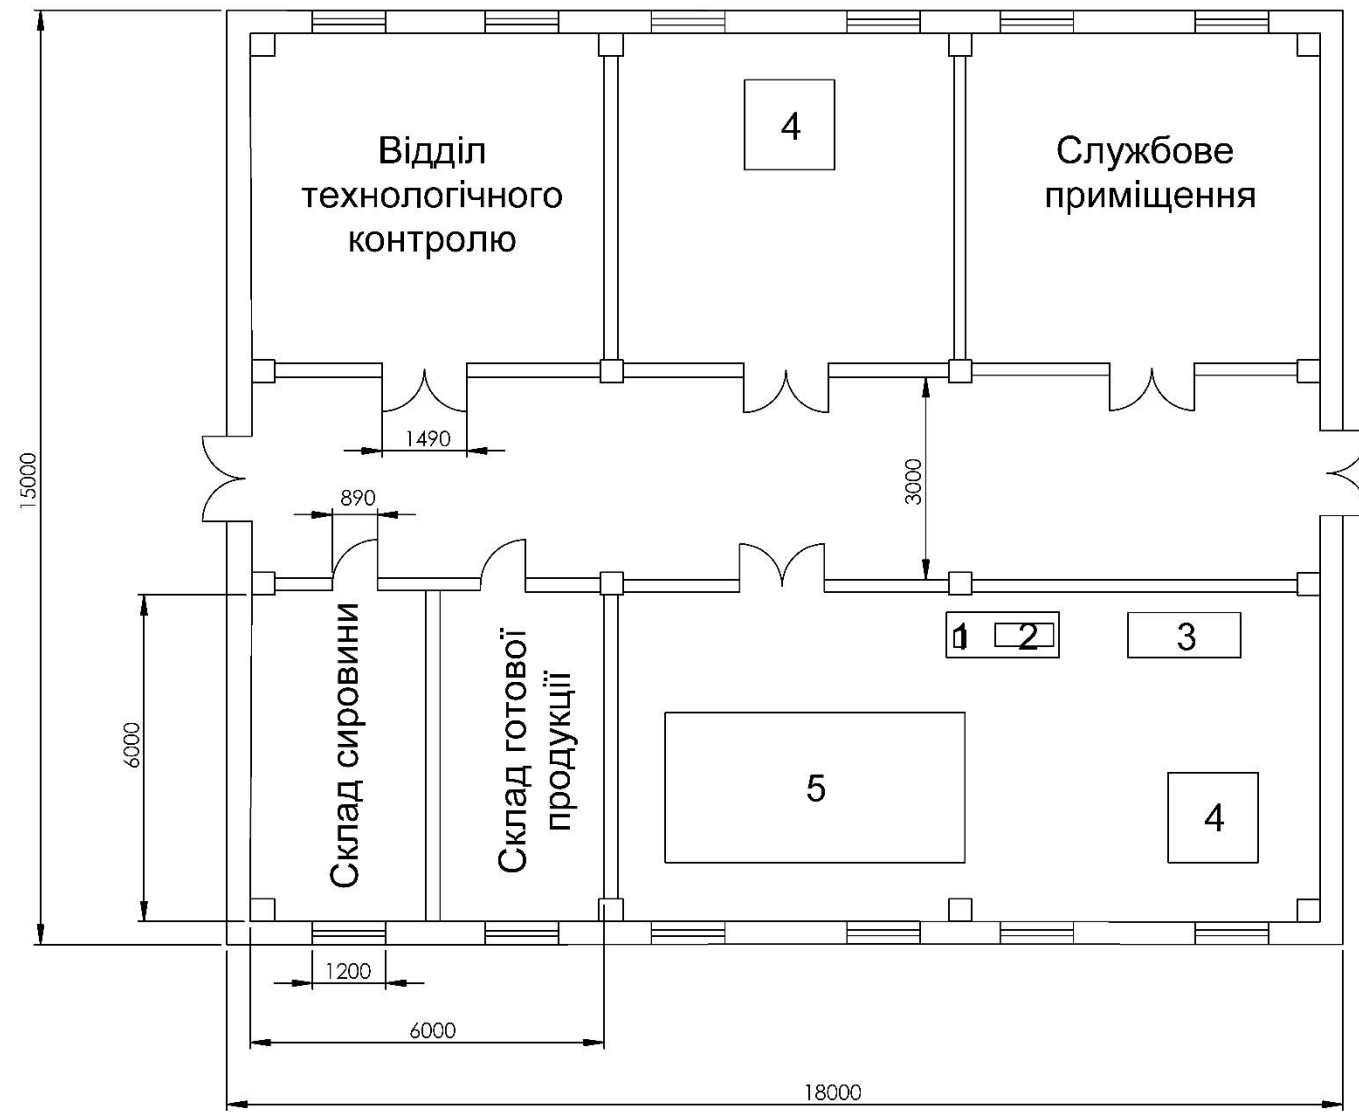 Відділ
технологічного
контролю
4
Службове
приміщення
1490
15000
890
3000
Склад сировини
Склад готової
продукції
1
2
3
6000
5
4
1200
6000
18000